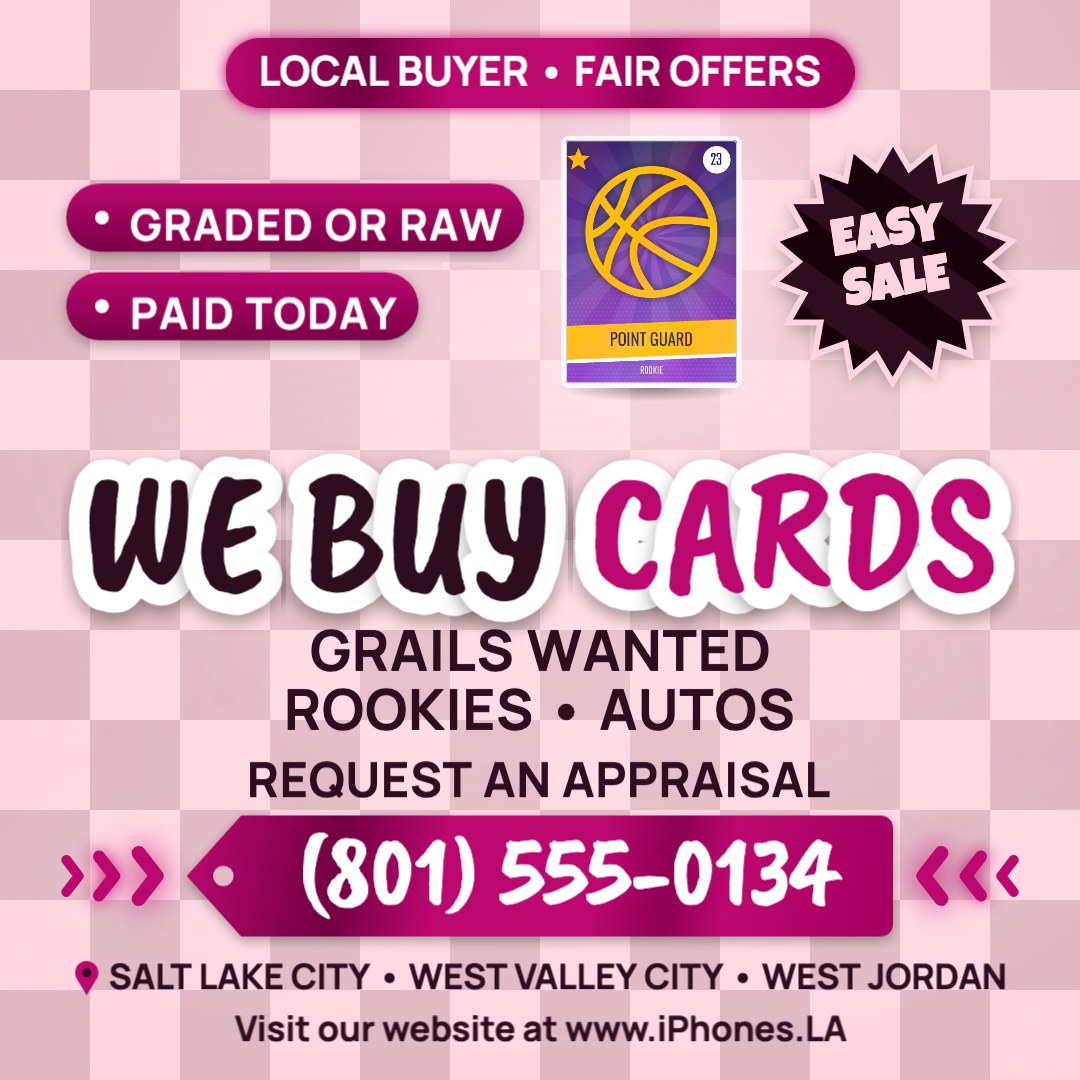 LOCAL BUYER • FAIR OFFERS
• GRADED OR RAW
• PAID TODAY
23
POINT GUARD
ROOKIE
EASY
SALE
WE BUY CARDS
GRAILS WANTED
ROOKIES • AUTOS
REQUEST AN APPRAISAL
(801) 555-0134
SALT LAKE CITY • WEST VALLEY CITY • WEST JORDAN
Visit our website at www.iPhones.LA